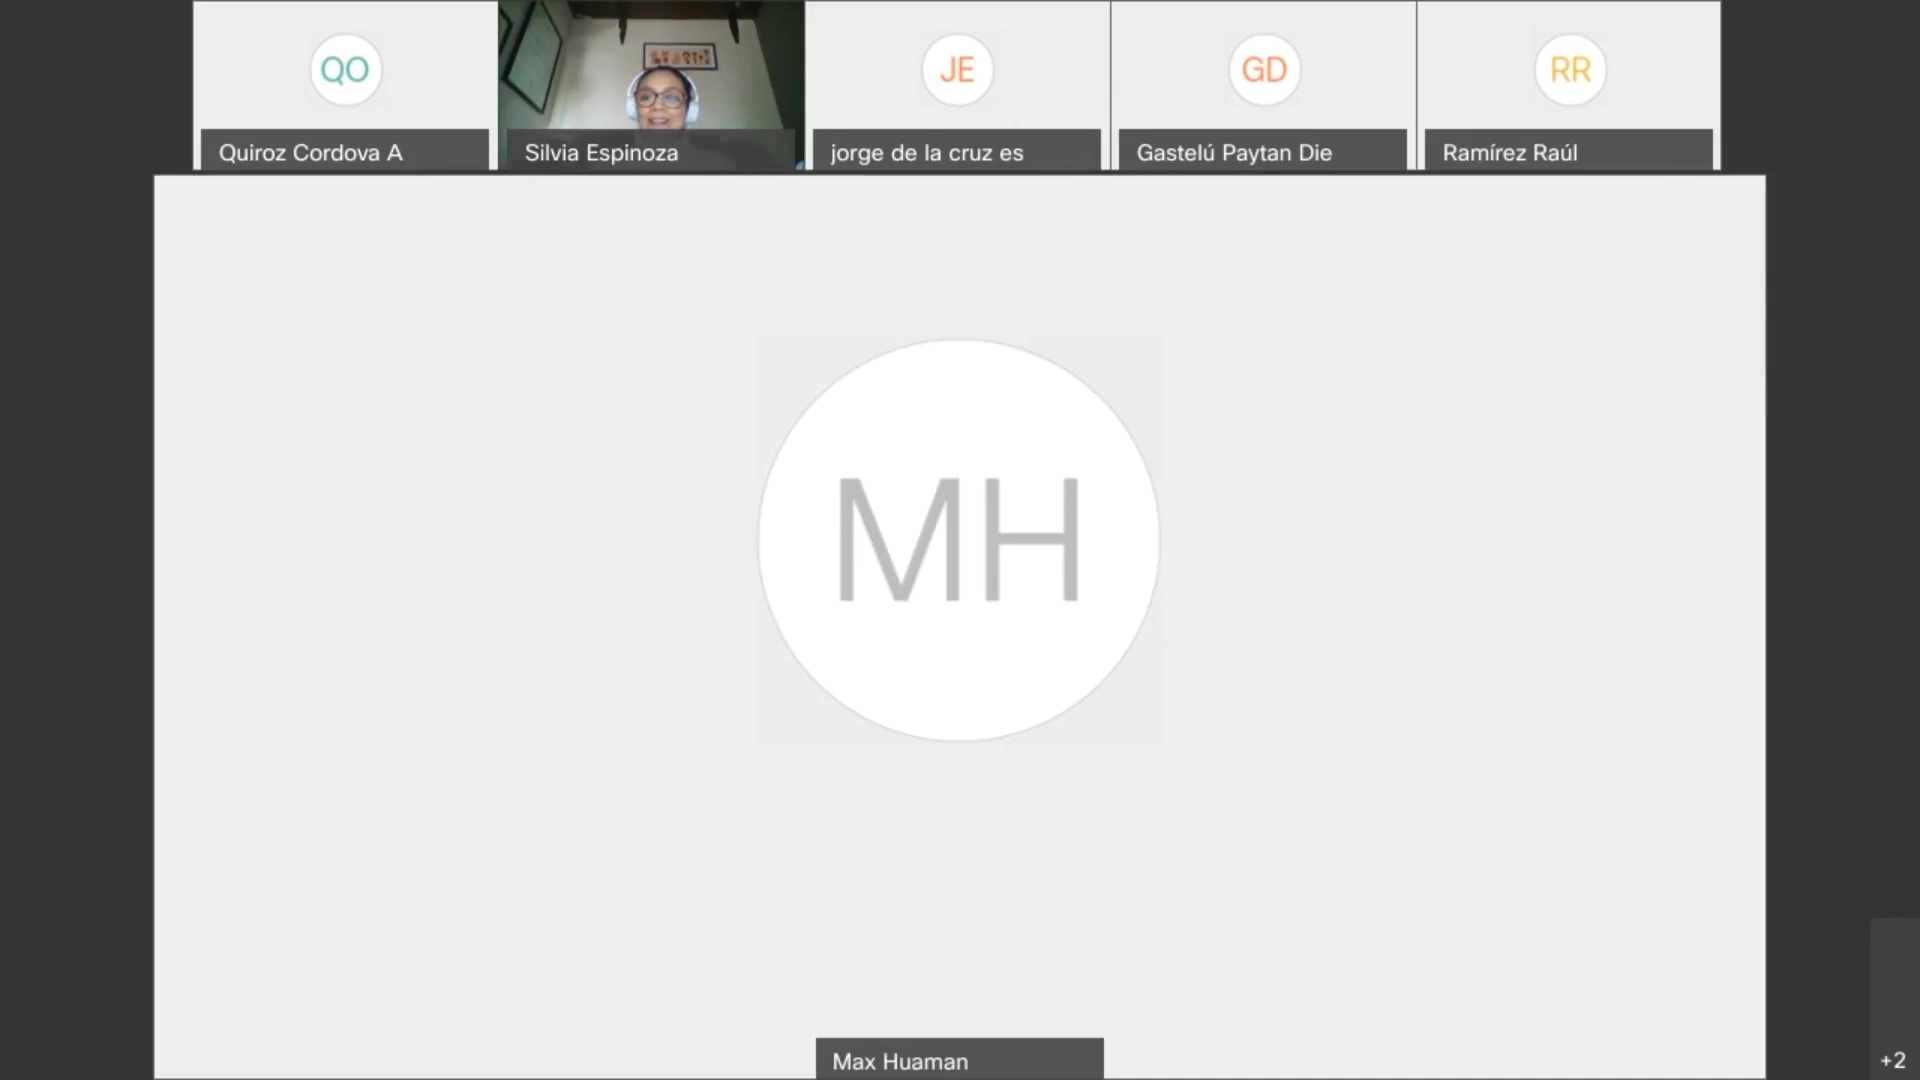 QO
JE
GD
RR
Quiroz Cordova A
Silvia Espinoza
jorge de la cruz es
Gastelú Paytan Die
Ramírez Raúl
MH
Max Huaman
+2